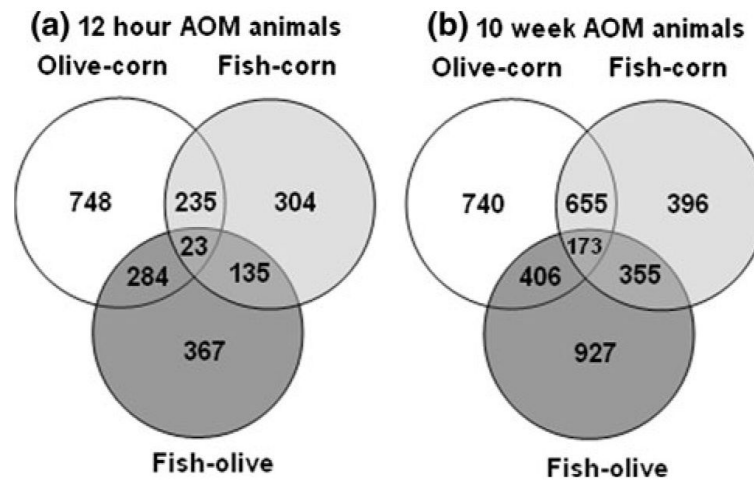 (a) 12 hour AOM animals
Olive-corn Fish-corn
748 235 304
23
284 135
367
Fish-olive
(b) 10 week AOM animals
Olive-corn Fish-corn
740 655 396
173
406 355
927
Fish-olive